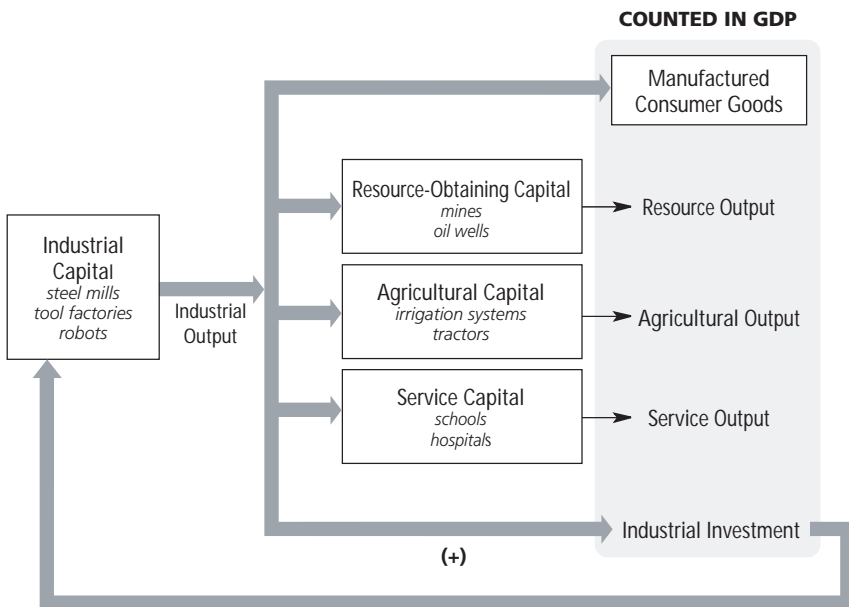 COUNTED IN GDP
Manufactured
Consumer Goods
Resource-Obtaining Capital
mines
oil wells
Resource Output
Industrial
Capital
steel mills
tool factories
robots
Industrial
Output
Agricultural Capital
irrigation systems
tractors
Agricultural Output
Service Capital
schools
hospitals
Service Output
Industrial Investment
(+)